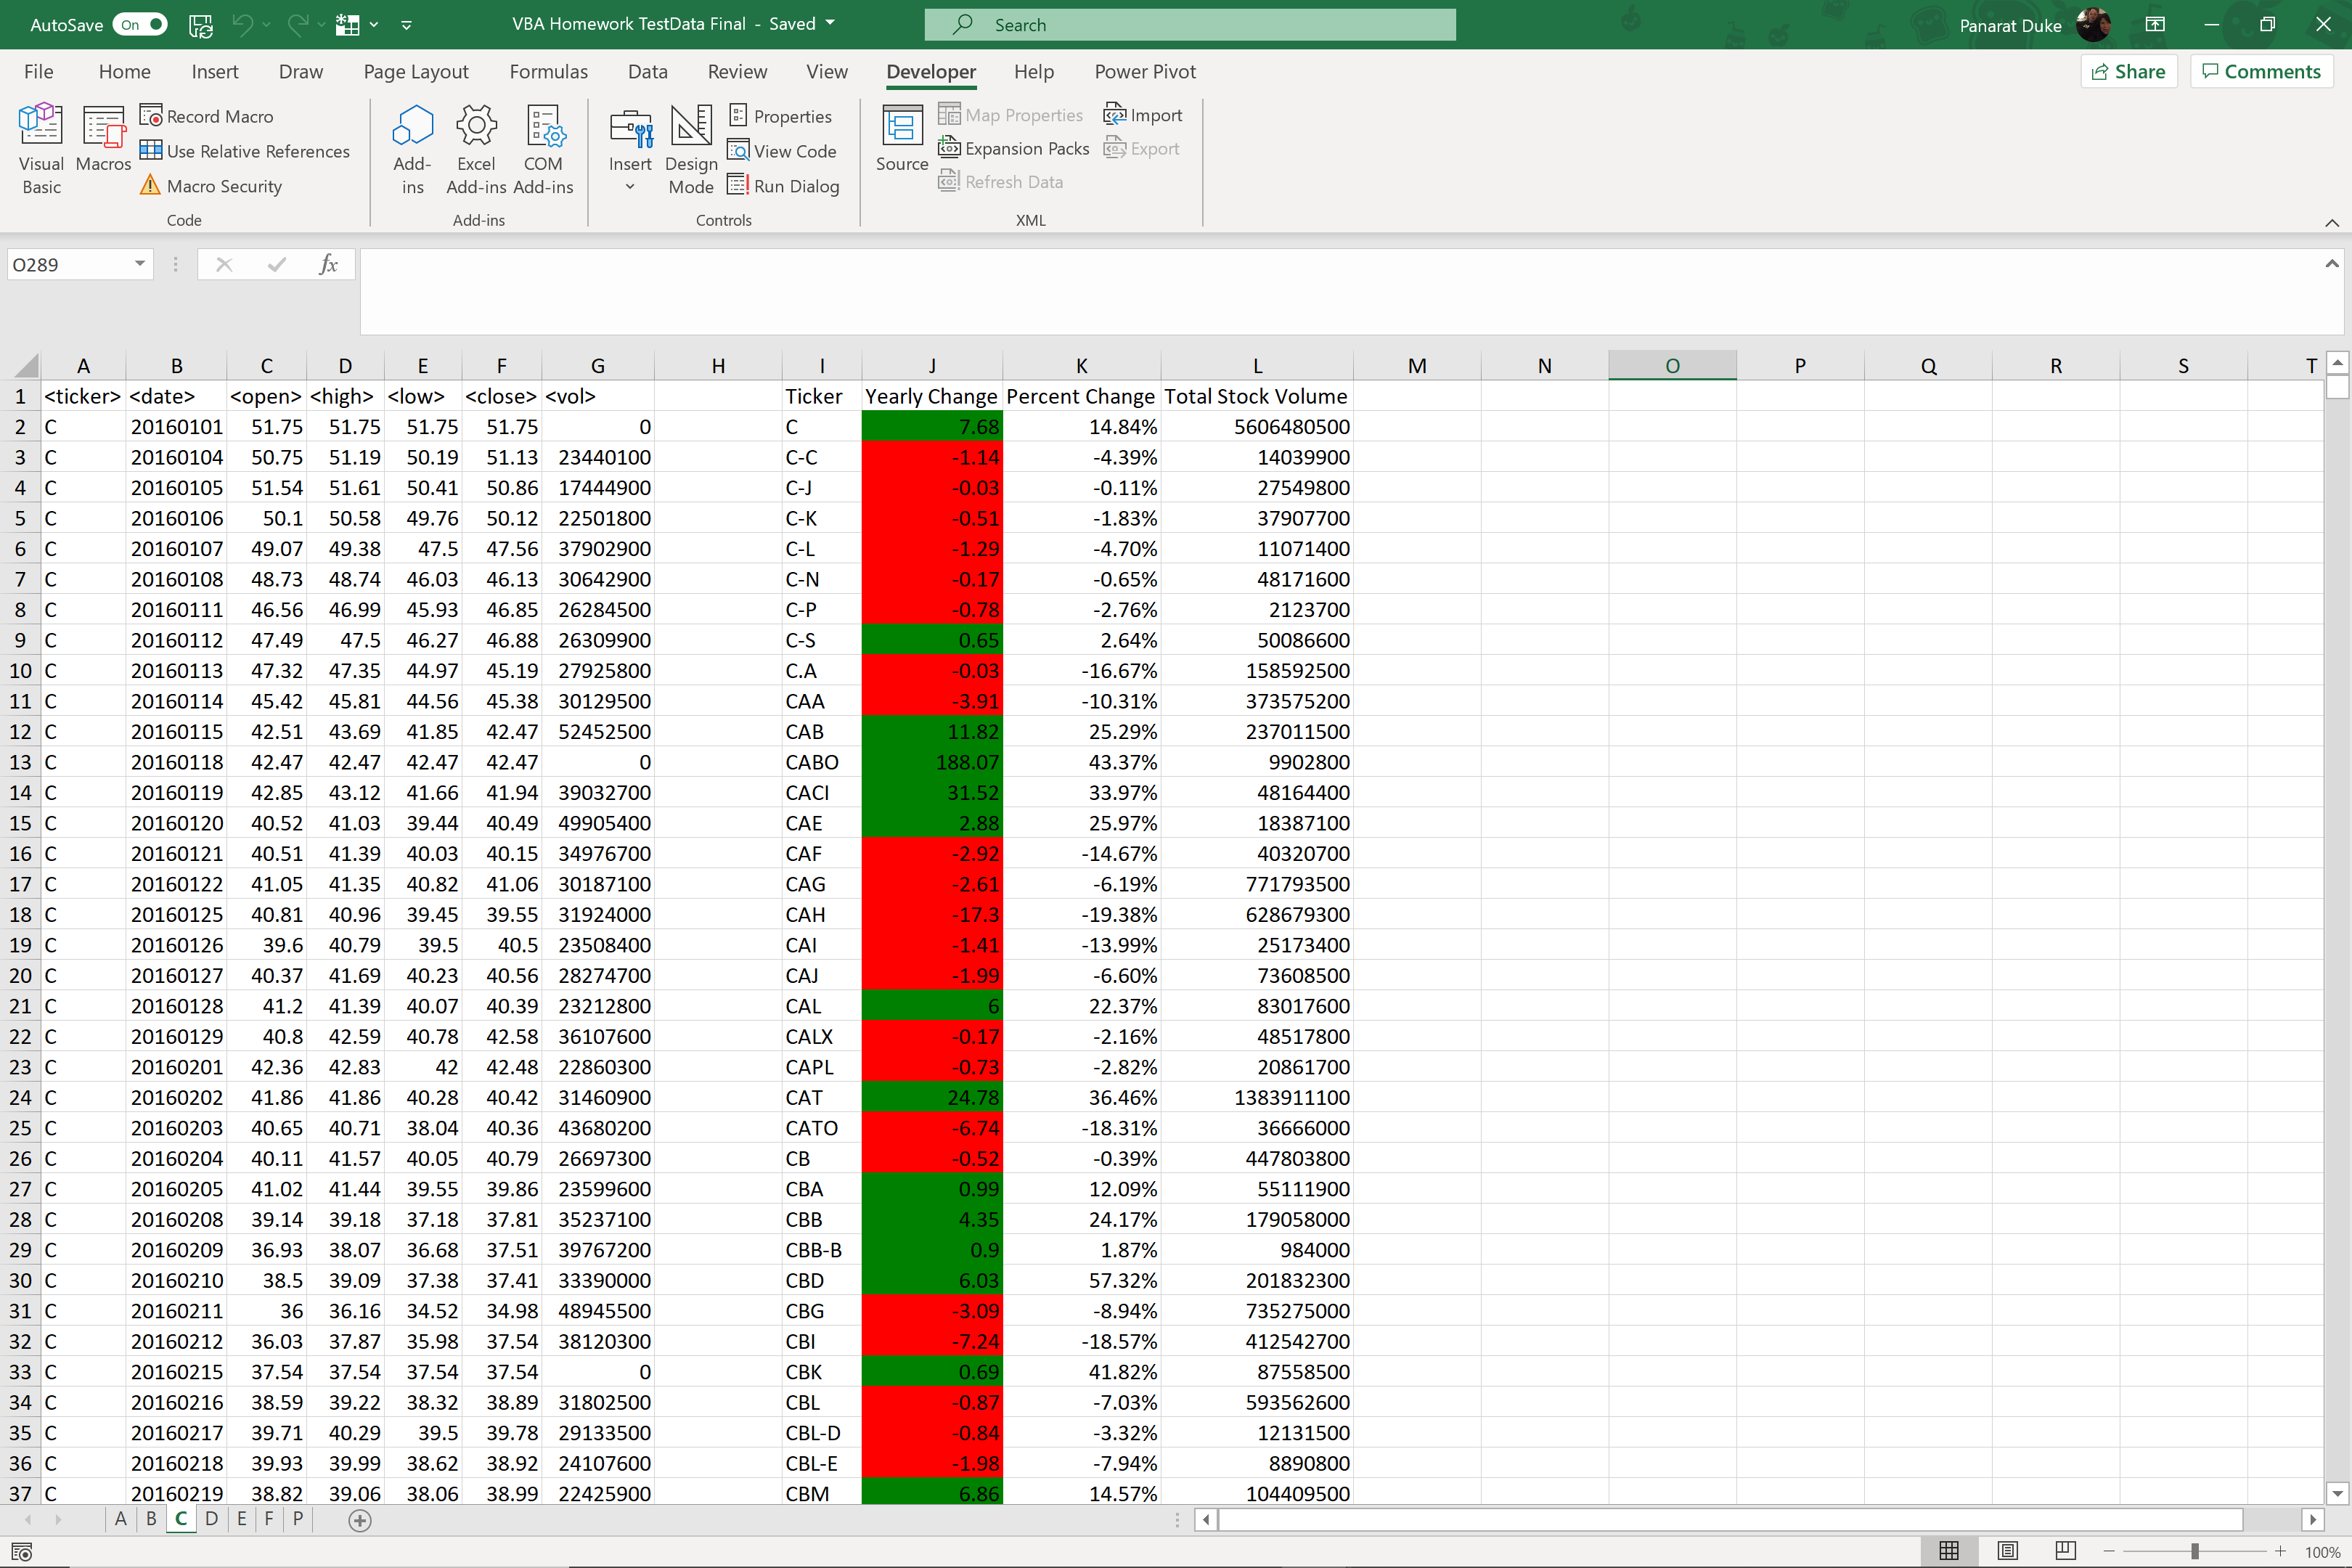 AutoSave On VBA Homework TestData Final - Saved Search Panarat Duke
File Home Insert Draw Page Layout Formulas Data Review View Developer Help Power Pivot Share Comments
Visual Basic Macros Record Macro Use Relative References Macro Security
Add-ins Excel Add-ins COM Add-ins
Insert Design Mode Properties View Code Run Dialog
Source Map Properties Expansion Packs Refresh Data Import Export
Code Add-ins Controls XML
O289 fx
A B C D E F G H I J K L M N O P Q R S T
1 <ticker> <date> <open> <high> <low> <close> <vol> Ticker Yearly Change Percent Change Total Stock Volume
2 C 20160101 51.75 51.75 51.75 51.75 0 C 7.68 14.84% 5606480500
3 C 20160104 50.75 51.19 50.19 51.13 23440100 C-C -1.14 -4.39% 14039900
4 C 20160105 51.54 51.61 50.41 50.86 17444900 C-J -0.03 -0.11% 27549800
5 C 20160106 50.1 50.58 49.76 50.12 22501800 C-K -0.51 -1.83% 37907700
6 C 20160107 49.07 49.38 47.5 47.56 37902900 C-L -1.29 -4.70% 11071400
7 C 20160108 48.73 48.74 46.03 46.13 30642900 C-N -0.17 -0.65% 48171600
8 C 20160111 46.56 46.99 45.93 46.85 26284500 C-P -0.78 -2.76% 2123700
9 C 20160112 47.49 47.5 46.27 46.88 26309900 C-S 0.65 2.64% 50086600
10 C 20160113 47.32 47.35 44.97 45.19 27925800 C.A -0.03 -16.67% 158592500
11 C 20160114 45.42 45.81 44.56 45.38 30129500 CAA -3.91 -10.31% 373575200
12 C 20160115 42.51 43.69 41.85 42.47 52452500 CAB 11.82 25.29% 237011500
13 C 20160118 42.47 42.47 42.47 42.47 0 CABO 188.07 43.37% 9902800
14 C 20160119 42.85 43.12 41.66 41.94 39032700 CACI 31.52 33.97% 48164400
15 C 20160120 40.52 41.03 39.44 40.49 49905400 CAE 2.88 25.97% 18387100
16 C 20160121 40.51 41.39 40.03 40.15 34976700 CAF -2.92 -14.67% 40320700
17 C 20160122 41.05 41.35 40.82 41.06 30187100 CAG -2.61 -6.19% 771793500
18 C 20160125 40.81 40.96 39.45 39.55 31924000 CAH -17.3 -19.38% 628679300
19 C 20160126 39.6 40.79 39.5 40.5 23508400 CAI -1.41 -13.99% 25173400
20 C 20160127 40.37 41.69 40.23 40.56 28274700 CAJ -1.99 -6.60% 73608500
21 C 20160128 41.2 41.39 40.07 40.39 23212800 CAL 6 22.37% 83017600
22 C 20160129 40.8 42.59 40.78 42.58 36107600 CALX -0.17 -2.16% 48517800
23 C 20160201 42.36 42.83 42 42.48 22860300 CAPL -0.73 -2.82% 20861700
24 C 20160202 41.86 41.86 40.28 40.42 31460900 CAT 24.78 36.46% 1383911100
25 C 20160203 40.65 40.71 38.04 40.36 43680200 CATO -6.74 -18.31% 36666000
26 C 20160204 40.11 41.57 40.05 40.79 26697300 CB -0.52 -0.39% 447803800
27 C 20160205 41.02 41.44 39.55 39.86 23599600 CBA 0.99 12.09% 55111900
28 C 20160208 39.14 39.18 37.18 37.81 35237100 CBB 4.35 24.17% 179058000
29 C 20160209 36.93 38.07 36.68 37.51 39767200 CBB-B 0.9 1.87% 984000
30 C 20160210 38.5 39.09 37.38 37.41 33390000 CBD 6.03 57.32% 201832300
31 C 20160211 36 36.16 34.52 34.98 48945500 CBG -3.09 -8.94% 735275000
32 C 20160212 36.03 37.87 35.98 37.54 38120300 CBI -7.24 -18.57% 412542700
33 C 20160215 37.54 37.54 37.54 37.54 0 CBK 0.69 41.82% 87558500
34 C 20160216 38.59 39.22 38.32 38.89 31802500 CBL -0.87 -7.03% 593562600
35 C 20160217 39.71 40.29 39.5 39.78 29133500 CBL-D -0.84 -3.32% 12131500
36 C 20160218 39.93 39.99 38.62 38.92 24107600 CBL-E -1.98 -7.94% 8890800
37 C 20160219 38.82 39.06 38.06 38.99 22425900 CBM 6.86 14.57% 104409500
A B C D E F P
100%